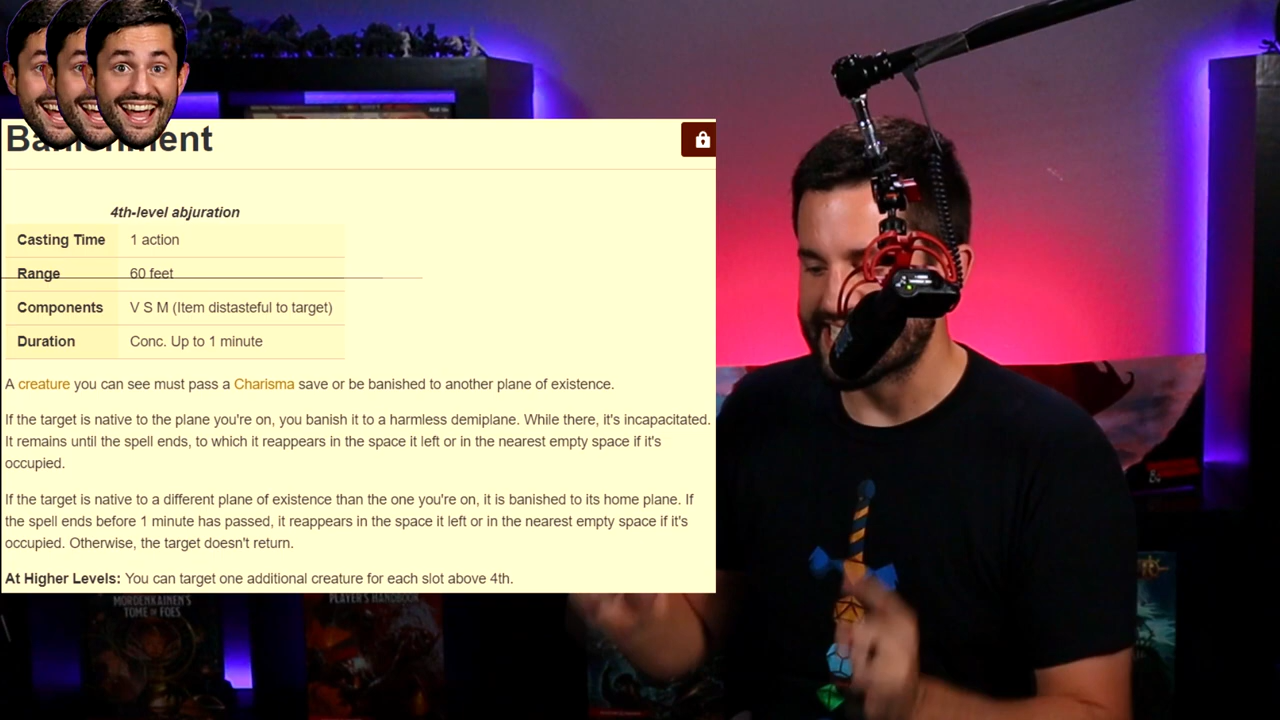 Banishment
4th-level abjuration
Casting Time 1 action
Range 60 feet
Components V S M (Item distasteful to target)
Duration Conc. Up to 1 minute
A creature you can see must pass a Charisma save or be banished to another plane of existence.
If the target is native to the plane you're on, you banish it to a harmless demiplane. While there, it's incapacitated.
It remains until the spell ends, to which it reappears in the space it left or in the nearest empty space if it's
occupied.
If the target is native to a different plane of existence than the one you're on, it is banished to its home plane. If
the spell ends before 1 minute has passed, it reappears in the space it left or in the nearest empty space if it's
occupied. Otherwise, the target doesn't return.
At Higher Levels: You can target one additional creature for each slot above 4th.
MORDENKAINEN'S
TOME OF FOES
PLAYER'S HANDBOOK